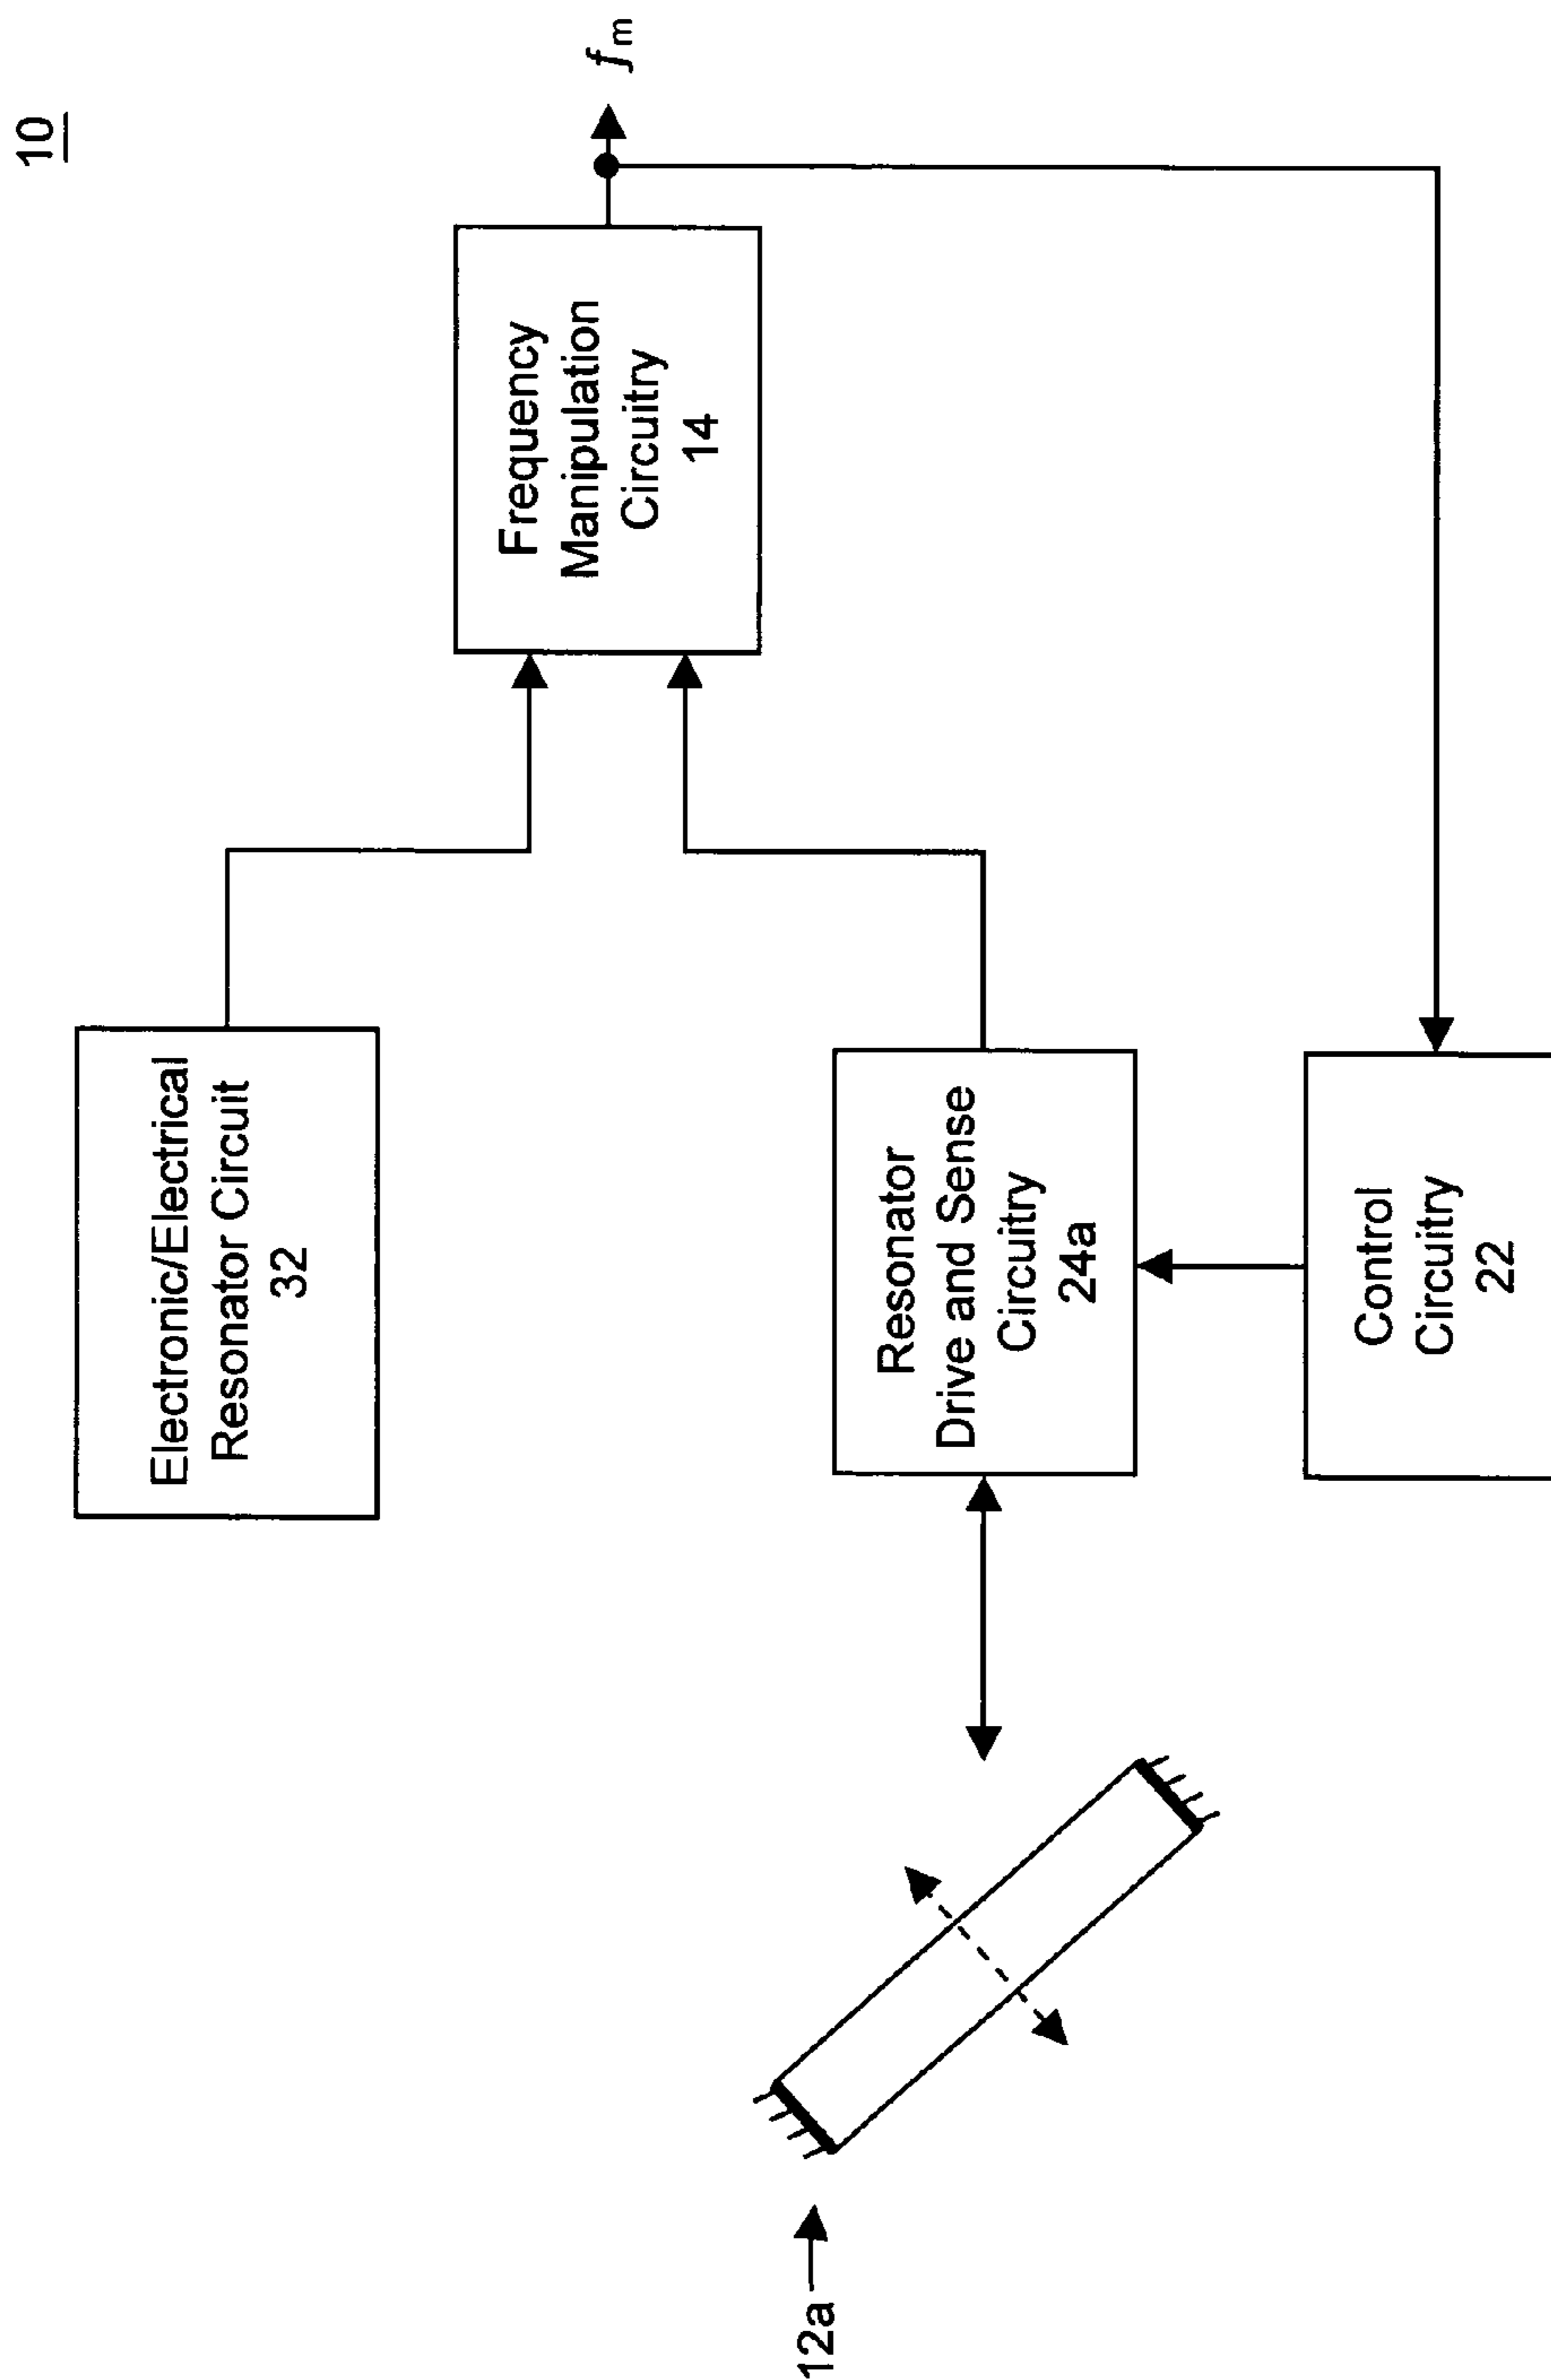 10
Electronic/Electrical
Resonator Circuit
32
Frequency
Manipulation
Circuitry
14
fm
12a
Resonator
Drive and Sense
Circuitry
24a
Control
Circuitry
22